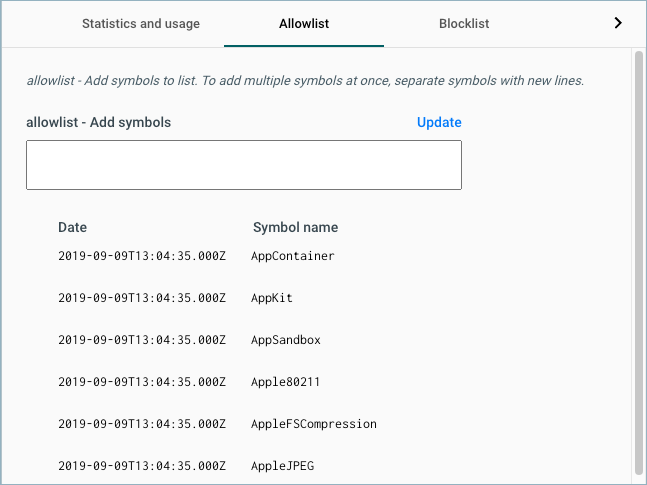 Statistics and usage Allowlist Blocklist
allowlist - Add symbols to list. To add multiple symbols at once, separate symbols with new lines.
allowlist - Add symbols Update
Date Symbol name
2019-09-09T13:04:35.000Z AppContainer
2019-09-09T13:04:35.000Z AppKit
2019-09-09T13:04:35.000Z AppSandbox
2019-09-09T13:04:35.000Z Apple80211
2019-09-09T13:04:35.000Z AppleFSCompression
2019-09-09T13:04:35.000Z AppleJPEG